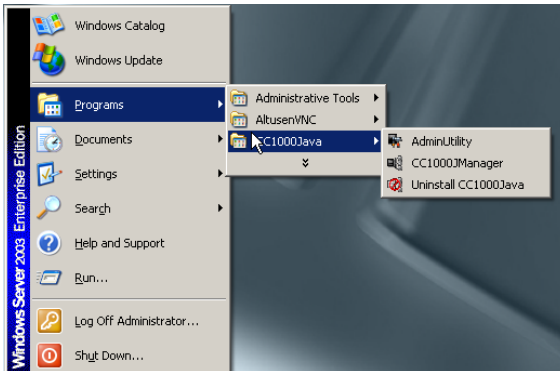 Windows Catalog
Windows Update
Programs
Documents
Settings
Search
Help and Support
Run...
Log Off Administrator...
Shut Down...
Windows Server 2003 Enterprise Edition
Administrative Tools
AltusenVNC
CC1000Java
AdminUtility
CC1000JManager
Uninstall CC1000Java